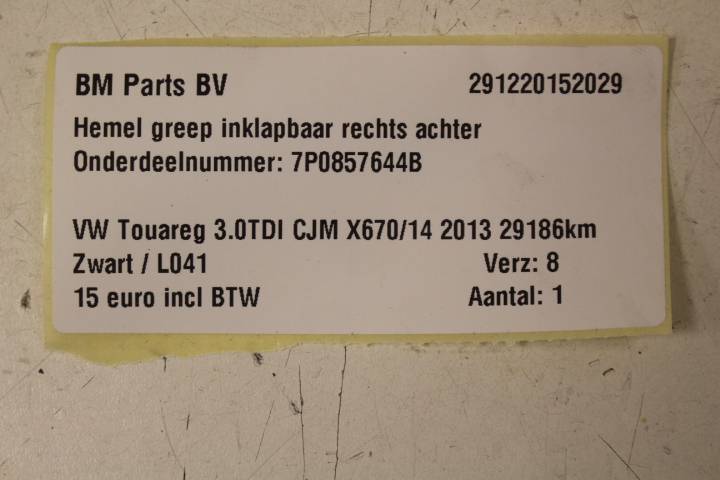 BM Parts BV 291220152029
Hemel greep inklapbaar rechts achter
Onderdeelnummer: 7P0857644B
VW Touareg 3.0TDI CJM X670/14 2013 29186km
Zwart / L041 Verz: 8
15 euro incl BTW Aantal: 1